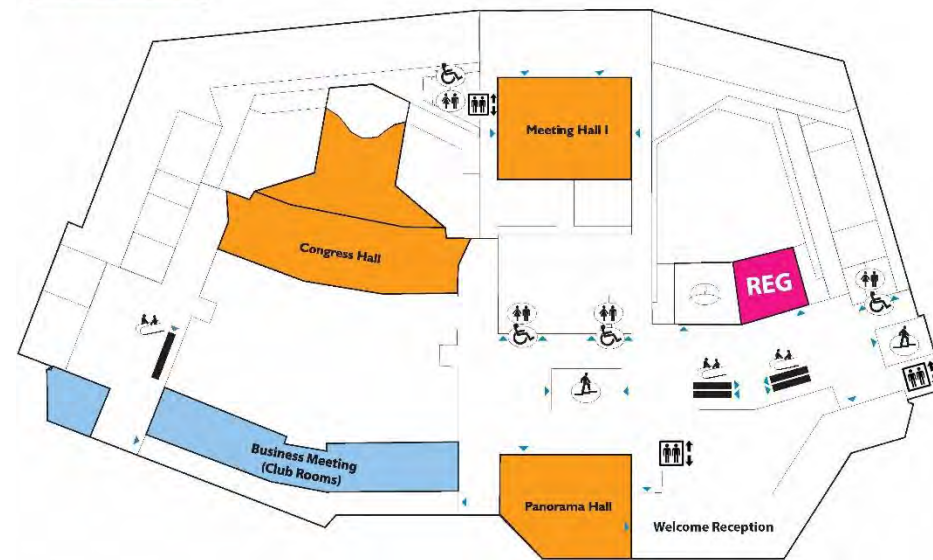 Meeting Hall I
Congress Hall
REG
Business Meeting
(Club Rooms)
Panorama Hall
Welcome Reception